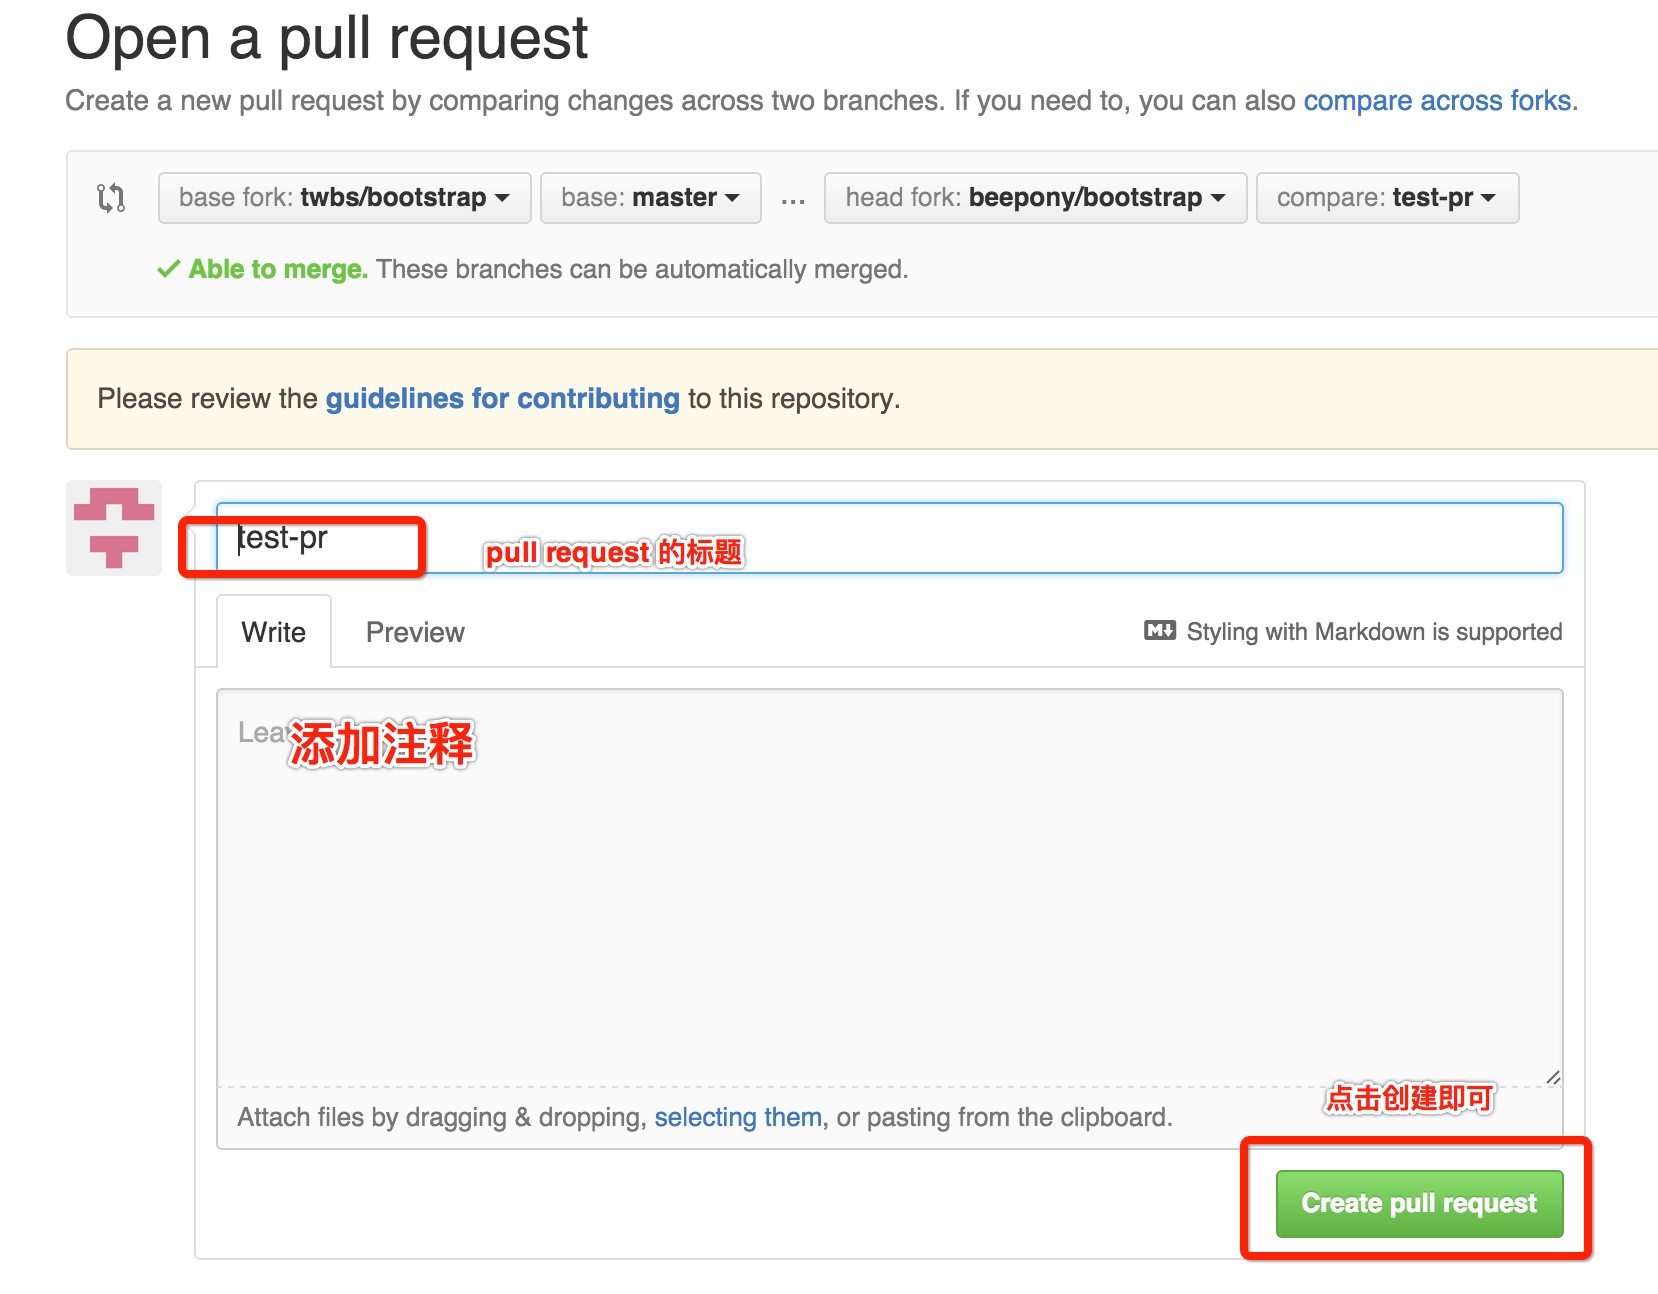 Open a pull request
Create a new pull request by comparing changes across two branches. If you need to, you can also compare across forks.
base fork: twbs/bootstrap base: master ... head fork: beepony/bootstrap compare: test-pr
Able to merge. These branches can be automatically merged.
Please review the guidelines for contributing to this repository.
test-pr
pull request 的标题
Write Preview
Styling with Markdown is supported
添加注释
点击创建即可
Attach files by dragging & dropping, selecting them, or pasting from the clipboard.
Create pull request